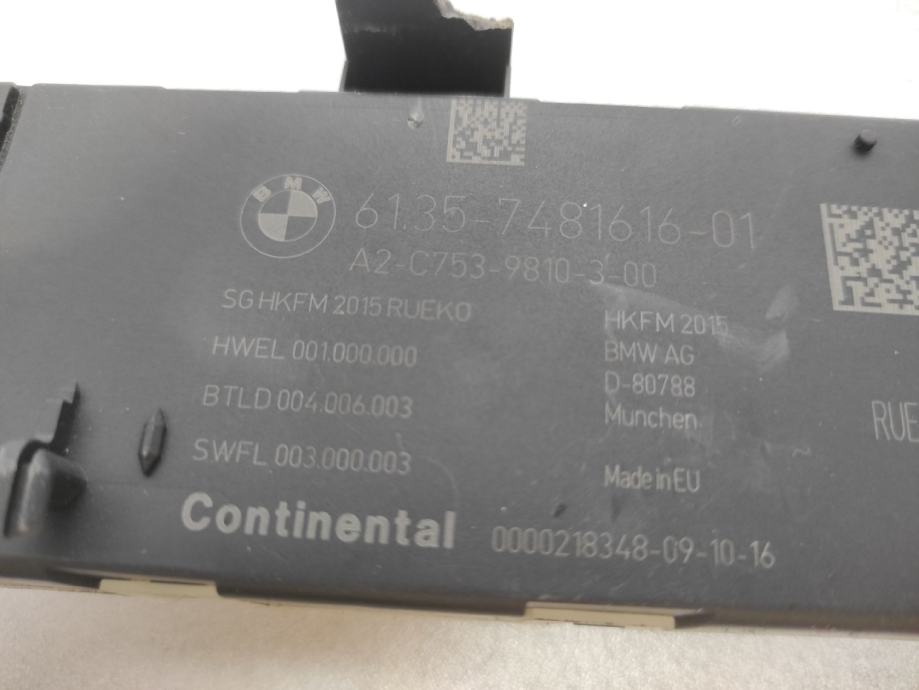 BMW
61.35-7481616-01
A2-C753-9810-3-00
SG HKFM 2015 RUEKO
HWEL 001.000.000
BTLD 004.006.003
SWFL 003.000.003
HKFM 2015
BMW AG
D-80788
Munchen
Made in EU
RUE
Continental
0000218348-09-10-16